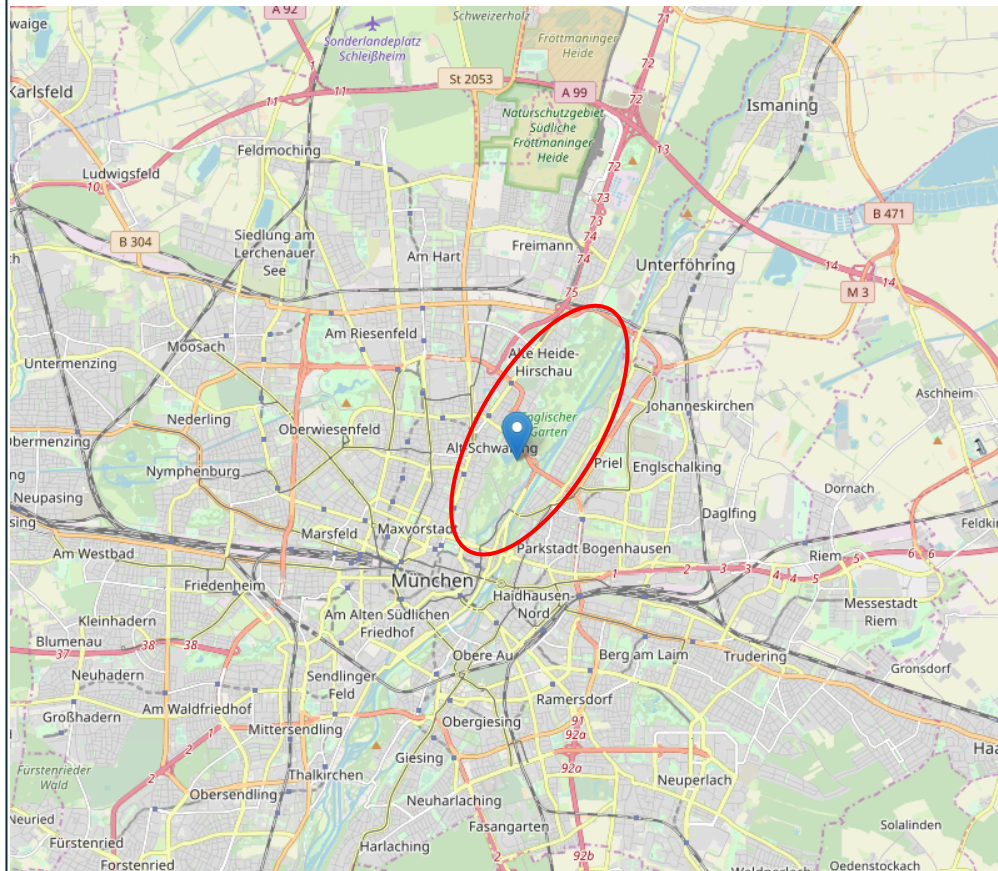 A 92
Schweizerholz
waige
Sonderlandeplatz
Schleißheim
Fröttmaninger
Heide
71
72
11
11
St 2053
A 99
72
Karlsfeld
Ismaning
Naturschutzgebiet
Südliche
Fröttmaninger
Heide
72
13
Feldmoching
72
Ludwigsfeld
10
73
73
B 471
B 304
Siedlung am
Lerchenauer
See
Am Hart
Freimann
74
74
Unterföhring
14
14
75
M 3
Am Riesenfeld
Moosach
Untermenzing
Alte Heide-
Hirschau
Aschheim
Johanneskirchen
Nederling
Oberwiesenfeld
Englischer
Garten
Obermenzing
Alt-Schwabing
Nymphenburg
Priel
Englschalking
Dornach
ng
Neupasing
sing
Daglfing
Feldki
Maxvorstadt
Marsfeld
Am Westbad
Parkstadt Bogenhausen
Riem
6
6
5
5
4
4
3
3
2
1
Friedenheim
München
Haidhausen-
Nord
Messestadt
Riem
Kleinhadern
Am Alten Südlichen
Friedhof
Blumenau
37
38
38
Obere Au
Berg am Laim
Trudering
Gronsdorf
Neuhadern
Sendlinger
Feld
Ramersdorf
Großhadern
Am Waldfriedhof
Mittersendling
Obergiesing
91
92a
Haa
1
2
Giesing
92a
Fürstenrieder
Wald
2
Thalkirchen
Neuperlach
Obersendling
Neuharlaching
Neuried
Fasangarten
Solalinden
Fürstenried
Harlaching
2
92b
Forstenried
Oedenstockach